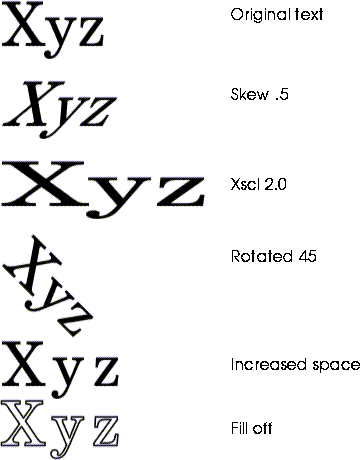 Xyz Original text
Xyz Skew .5
Xyz Xscl 2.0
Xyz Rotated 45
Xyz Increased space
Xyz Fill off